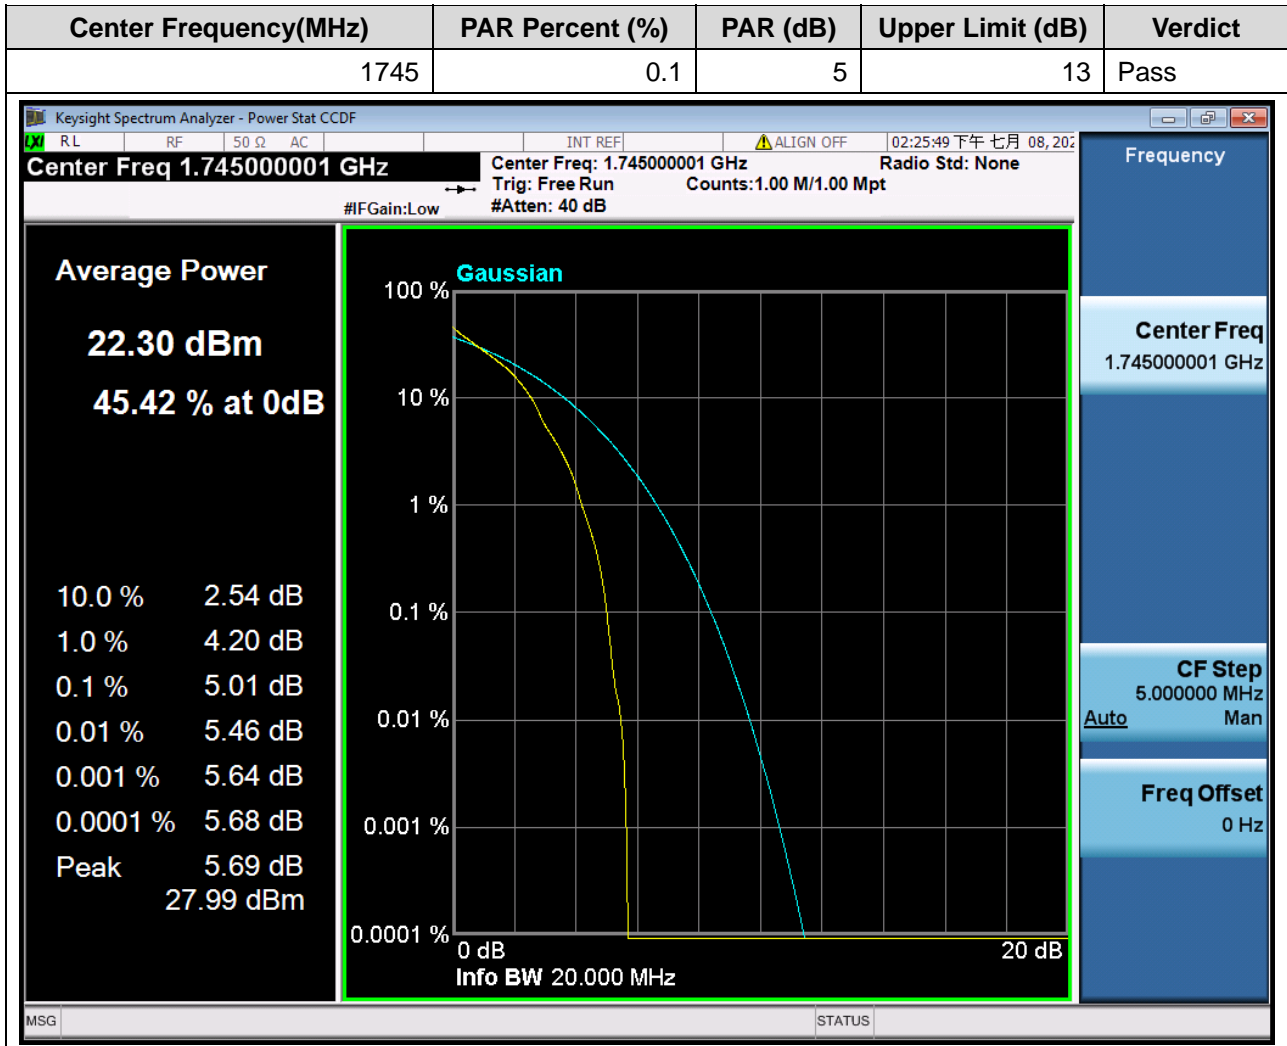 Center Frequency(MHz) PAR Percent (%) PAR (dB) Upper Limit (dB) Verdict
1745 0.1 5 13 Pass
Keysight Spectrum Analyzer - Power Stat CCDF
LXI RL RF 50 Ω AC INT REF ALIGN OFF 02:25:49 下午 七月 08, 202
Center Freq 1.745000001 GHz
Center Freq: 1.745000001 GHz Radio Std: None
Trig: Free Run Counts:1.00 M/1.00 Mpt
#IFGain:Low #Atten: 40 dB
Frequency
Average Power
22.30 dBm
45.42 % at 0dB
10.0 % 2.54 dB
1.0 % 4.20 dB
0.1 % 5.01 dB
0.01 % 5.46 dB
0.001 % 5.64 dB
0.0001 % 5.68 dB
Peak 5.69 dB
27.99 dBm
Gaussian
100 %
10 %
1 %
0.1 %
0.01 %
0.001 %
0.0001 %
0 dB 20 dB
Info BW 20.000 MHz
Center Freq
1.745000001 GHz
CF Step
5.000000 MHz
Auto Man
Freq Offset
0 Hz
MSG STATUS